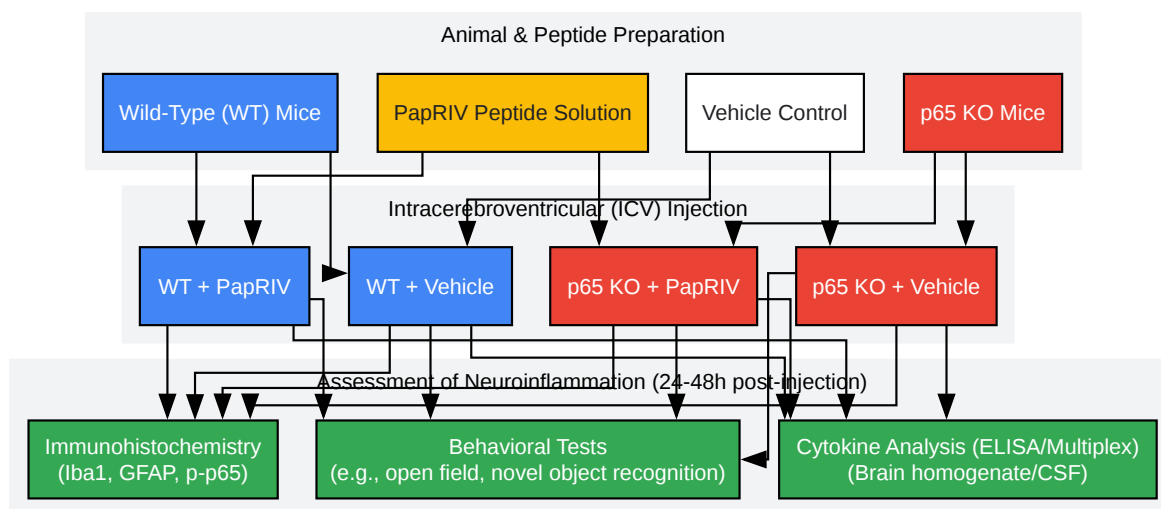 Animal & Peptide Preparation
Wild-Type (WT) Mice
PapRIV Peptide Solution
Vehicle Control
p65 KO Mice
Intracerebroventricular (ICV) Injection
WT + PapRIV
WT + Vehicle
p65 KO + PapRIV
p65 KO + Vehicle
Assessment of Neuroinflammation (24-48h post-injection)
Immunohistochemistry
(Iba1, GFAP, p-p65)
Behavioral Tests
(e.g., open field, novel object recognition)
Cytokine Analysis (ELISA/Multiplex)
(Brain homogenate/CSF)